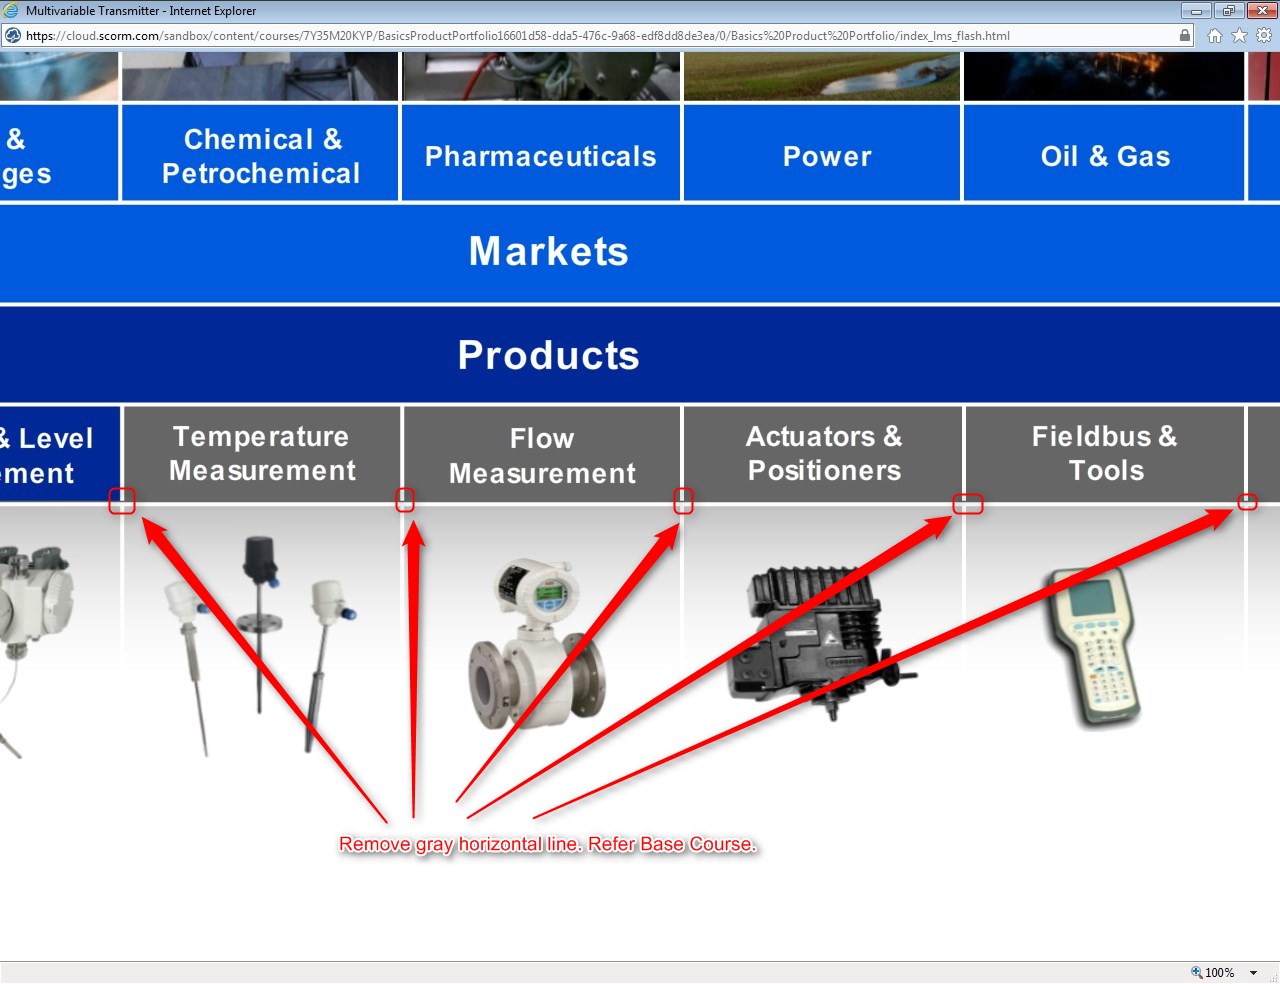 Multivariable Transmitter - Internet Explorer
https://cloud.scorm.com/sandbox/content/courses/7Y35M20KYP/BasicsProductPortfolio16601d58-dda5-476c-9a68-edf8dd8de3ea/0/Basics%20Product%20Portfolio/index_lms_flash.html
&
ges
Chemical &
Petrochemical
Pharmaceuticals
Power
Oil & Gas
Markets
Products
& Level
ement
Temperature
Measurement
Flow
Measurement
Actuators &
Positioners
Fieldbus &
Tools
Remove gray horizontal line. Refer Base Course.
100%